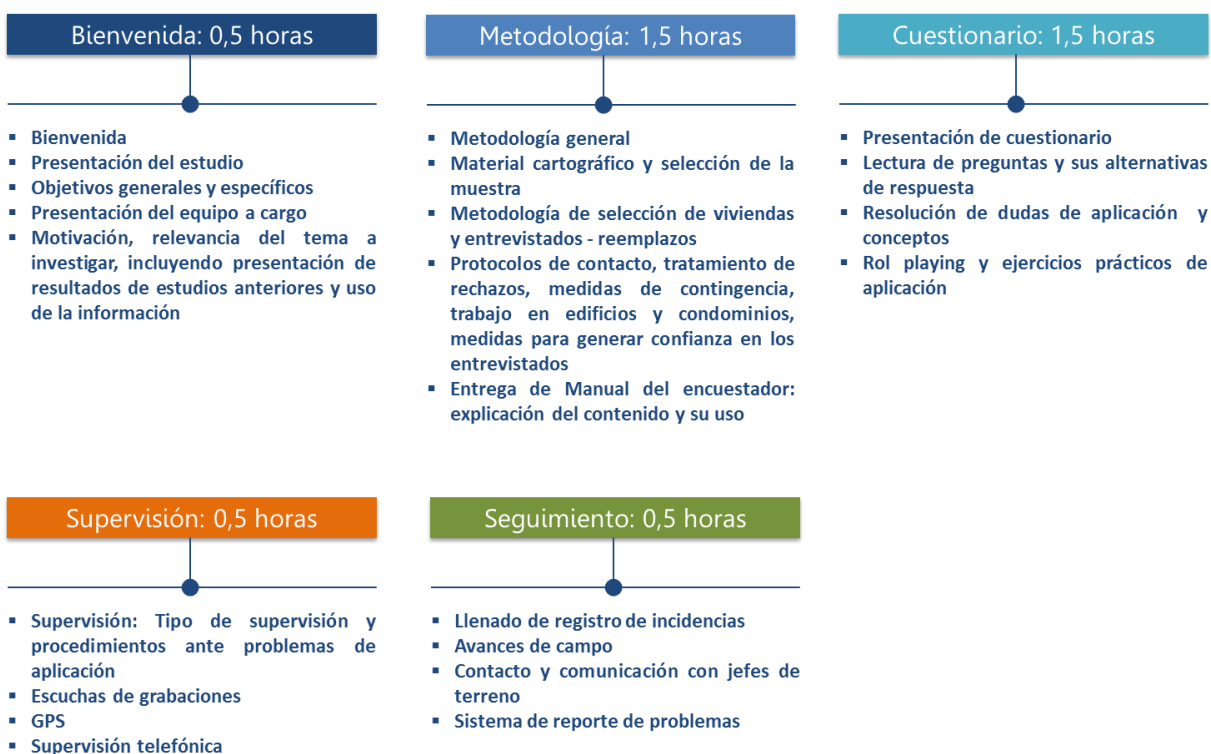 Bienvenida: 0,5 horas
▪ Bienvenida
▪ Presentación del estudio
▪ Objetivos generales y específicos
▪ Presentación del equipo a cargo
▪ Motivación, relevancia del tema a
investigar, incluyendo presentación de
resultados de estudios anteriores y uso
de la información
Metodología: 1,5 horas
▪ Metodología general
▪ Material cartográfico y selección de la
muestra
▪ Metodología de selección de viviendas
y entrevistados - reemplazos
▪ Protocolos de contacto, tratamiento de
rechazos, medidas de contingencia,
trabajo en edificios y condominios,
medidas para generar confianza en los
entrevistados
▪ Entrega de Manual del encuestador:
explicación del contenido y su uso
Cuestionario: 1,5 horas
▪ Presentación de cuestionario
▪ Lectura de preguntas y sus alternativas
de respuesta
▪ Resolución de dudas de aplicación y
conceptos
▪ Rol playing y ejercicios prácticos de
aplicación
Supervisión: 0,5 horas
▪ Supervisión: Tipo de supervisión y
procedimientos ante problemas de
aplicación
▪ Escuchas de grabaciones
▪ GPS
▪ Supervisión telefónica
Seguimiento: 0,5 horas
▪ Llenado de registro de incidencias
▪ Avances de campo
▪ Contacto y comunicación con jefes de
terreno
▪ Sistema de reporte de problemas